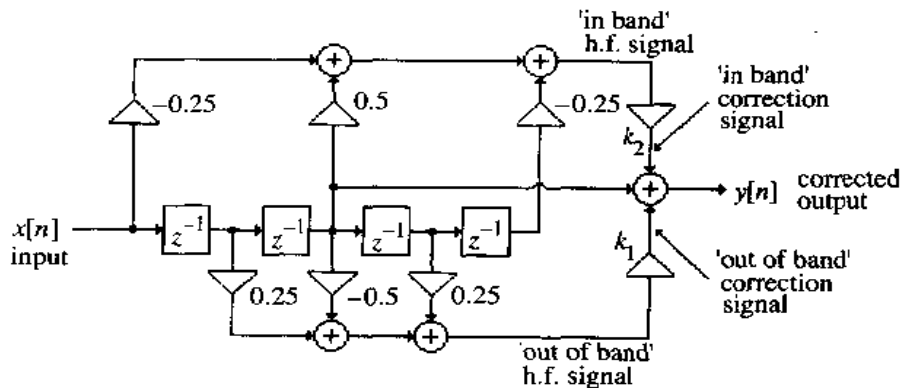 'in band'
h.f. signal
'in band'
correction
signal
−0.25
0.5
−0.25
k2
x[n]
input
z−1
z−1
z−1
z−1
y[n] corrected
output
k1
0.25
−0.5
0.25
'out of band'
correction
signal
'out of band'
h.f. signal